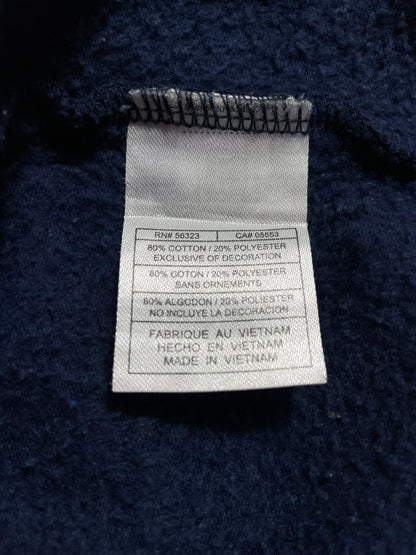 RN# 56323 CA# 05553
80% COTTON / 20% POLYESTER
EXCLUSIVE OF DECORATION
80% COTON / 20% POLYESTER
SANS ORNEMENTS
80% ALGODON / 20% POLIESTER
NO INCLUYE LA DECORACION
FABRIQUE AU VIETNAM
HECHO EN VIETNAM
MADE IN VIETNAM